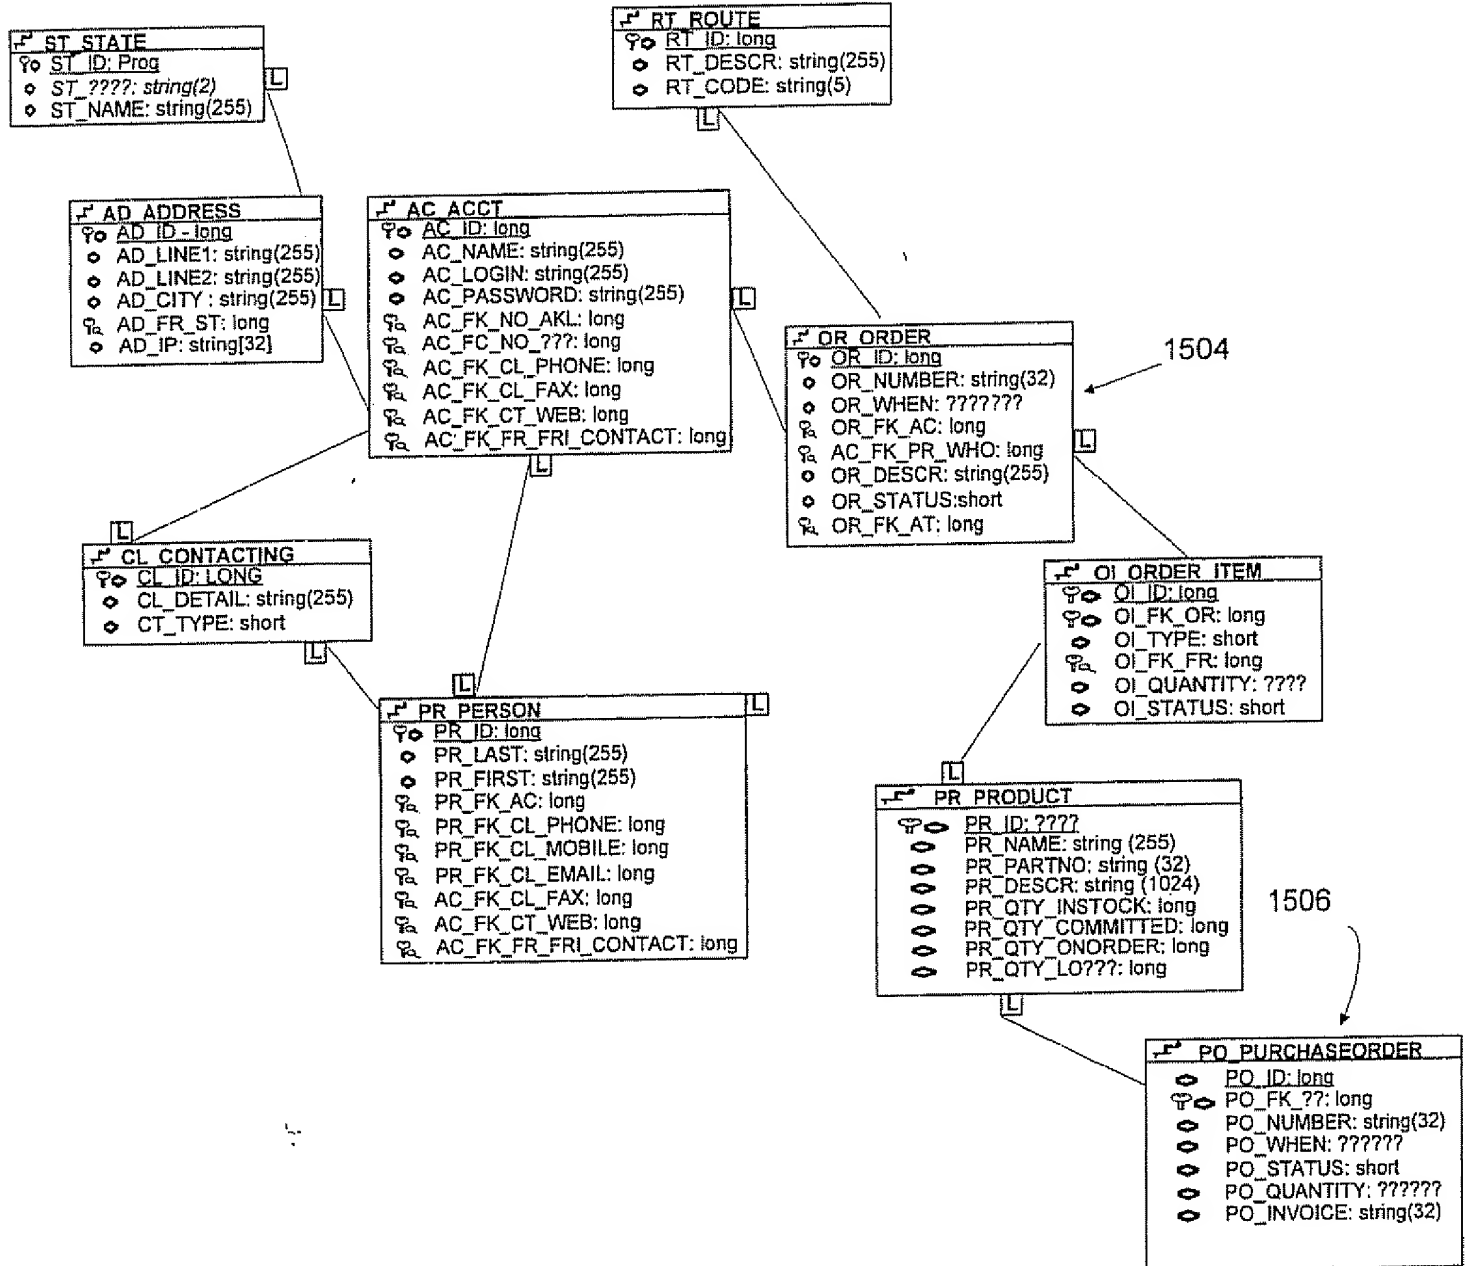 ST_STATE
ST_ID: Prog
ST_????: string(2)
ST_NAME: string(255)
L
RT_ROUTE
RT_ID: long
RT_DESCR: string(255)
RT_CODE: string(5)
L
AD_ADDRESS
AD_ID - long
AD_LINE1: string(255)
AD_LINE2: string(255)
AD_CITY : string(255)
AD_FR_ST: long
AD_IP: string[32]
L
AC_ACCT
AC_ID: long
AC_NAME: string(255)
AC_LOGIN: string(255)
AC_PASSWORD: string(255)
AC_FK_NO_AKL: long
AC_FC_NO_???: long
AC_FK_CL_PHONE: long
AC_FK_CL_FAX: long
AC_FK_CT_WEB: long
AC_FK_FR_FRI_CONTACT: long
L
L
OR_ORDER
OR_ID: long
OR_NUMBER: string(32)
OR_WHEN: ???????
OR_FK_AC: long
AC_FK_PR_WHO: long
OR_DESCR: string(255)
OR_STATUS:short
OR_FK_AT: long
L
1504
L
CL_CONTACTING
CL_ID: LONG
CL_DETAIL: string(255)
CT_TYPE: short
L
OI_ORDER_ITEM
OI_ID: long
OI_FK_OR: long
OI_TYPE: short
OI_FK_FR: long
OI_QUANTITY: ????
OI_STATUS: short
L
L
PR_PERSON
PR_ID: long
PR_LAST: string(255)
PR_FIRST: string(255)
PR_FK_AC: long
PR_FK_CL_PHONE: long
PR_FK_CL_MOBILE: long
PR_FK_CL_EMAIL: long
AC_FK_CL_FAX: long
AC_FK_CT_WEB: long
AC_FK_FR_FRI_CONTACT: long
L
PR_PRODUCT
PR_ID: ????
PR_NAME: string (255)
PR_PARTNO: string (32)
PR_DESCR: string (1024)
PR_QTY_INSTOCK: long
PR_QTY_COMMITTED: long
PR_QTY_ONORDER: long
PR_QTY_LO???: long
L
1506
PO_PURCHASEORDER
PO_ID: long
PO_FK_??: long
PO_NUMBER: string(32)
PO_WHEN: ??????
PO_STATUS: short
PO_QUANTITY: ??????
PO_INVOICE: string(32)